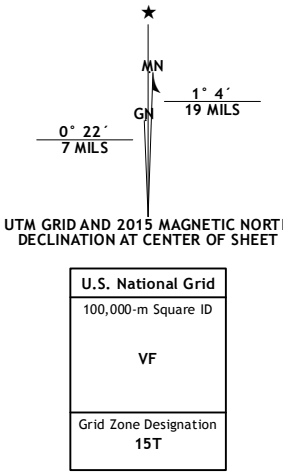 ★
MN
1° 4´
19 MILS
GN
0° 22´
7 MILS
UTM GRID AND 2015 MAGNETIC NORTH
DECLINATION AT CENTER OF SHEET
U.S. National Grid
100,000-m Square ID
VF
Grid Zone Designation
15T